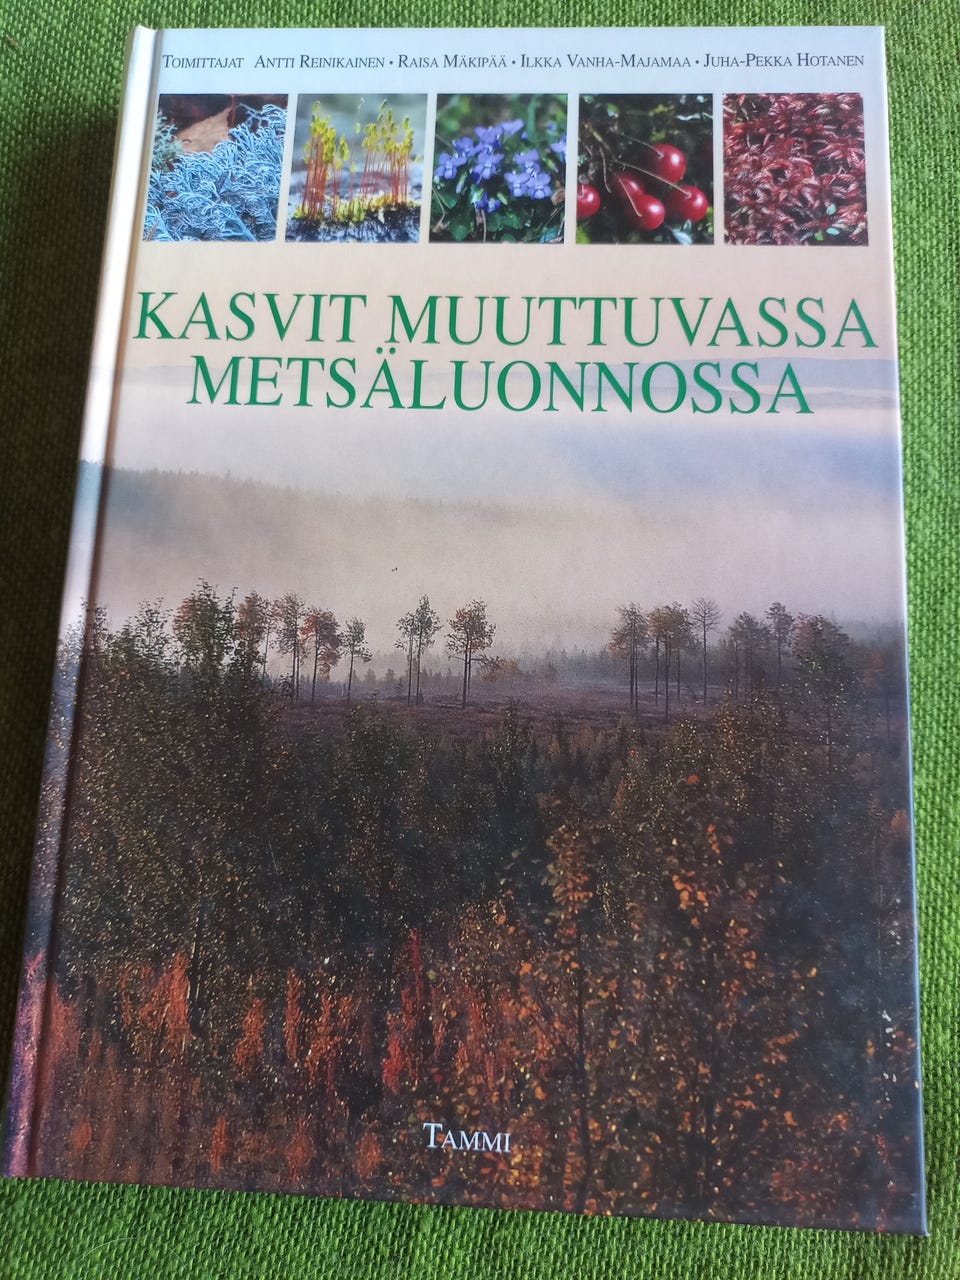 TOIMITTAJAT ANTTI REINIKAINEN • RAISA MÄKIPÄÄ • ILKKA VANHA-MAJAMAA • JUHA-PEKKA HOTANEN
KASVIT MUUTTUVASSA
METSÄLUONNOSSA
TAMMI